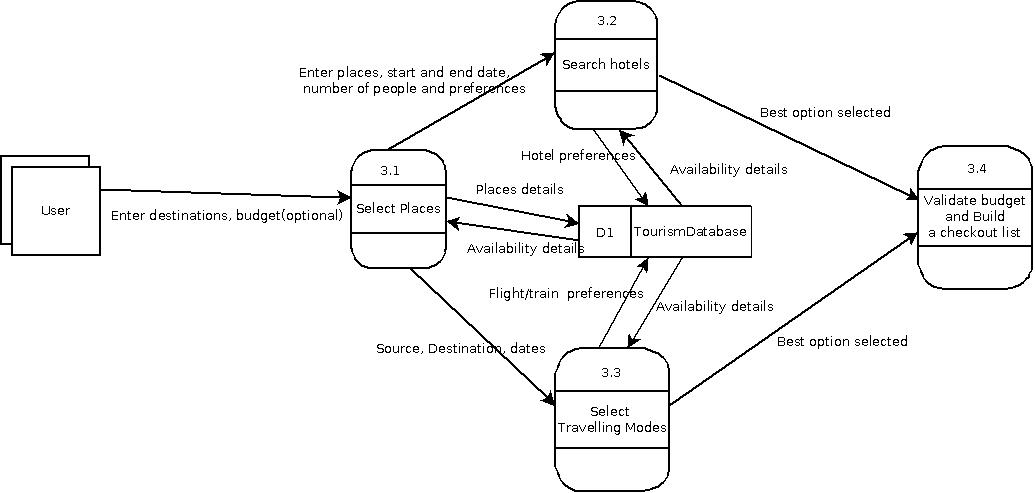 3.2
Search hotels
Enter places, start and end date,
number of people and preferences
Best option selected
Hotel preferences
Availability details
3.1
Select Places
User
Enter destinations, budget(optional)
Places details
Availability details
D1
TourismDatabase
3.4
Validate budget
and Build
a checkout list
Flight/train preferences
Availability details
Source, Destination, dates
Best option selected
3.3
Select
Travelling Modes